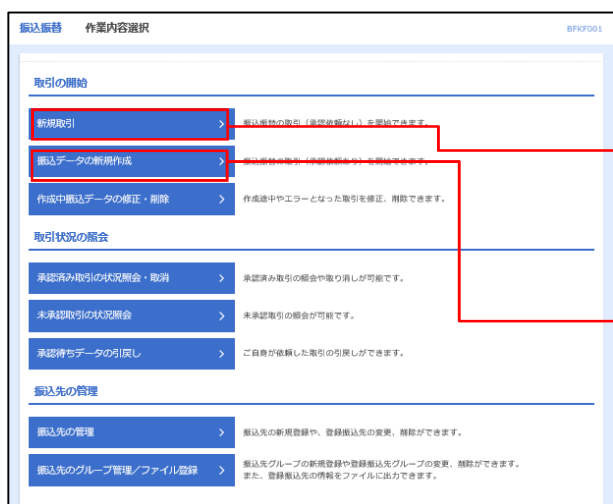 振込振替 作業内容選択 BFKF001
取引の開始
新規取引 振込振替の取引(承認依頼なし)を開始できます。
振込データの新規作成 振込振替の取引(承認依頼あり)を開始できます。
作成中振込データの修正・削除 作成途中やエラーとなった取引を修正、削除できます。
取引状況の照会
承認済み取引の状況照会・取消 承認済み取引の照会や取り消しが可能です。
未承認取引の状況照会 未承認取引の照会が可能です。
承認待ちデータの引戻し ご自身が依頼した取引の引戻しができます。
振込先の管理
振込先の管理 振込先の新規登録や、登録振込先の変更、削除ができます。
振込先のグループ管理/ファイル登録 振込先グループの新規登録や登録振込先グループの変更、削除ができます。
また、登録振込先の情報をファイルに出力できます。